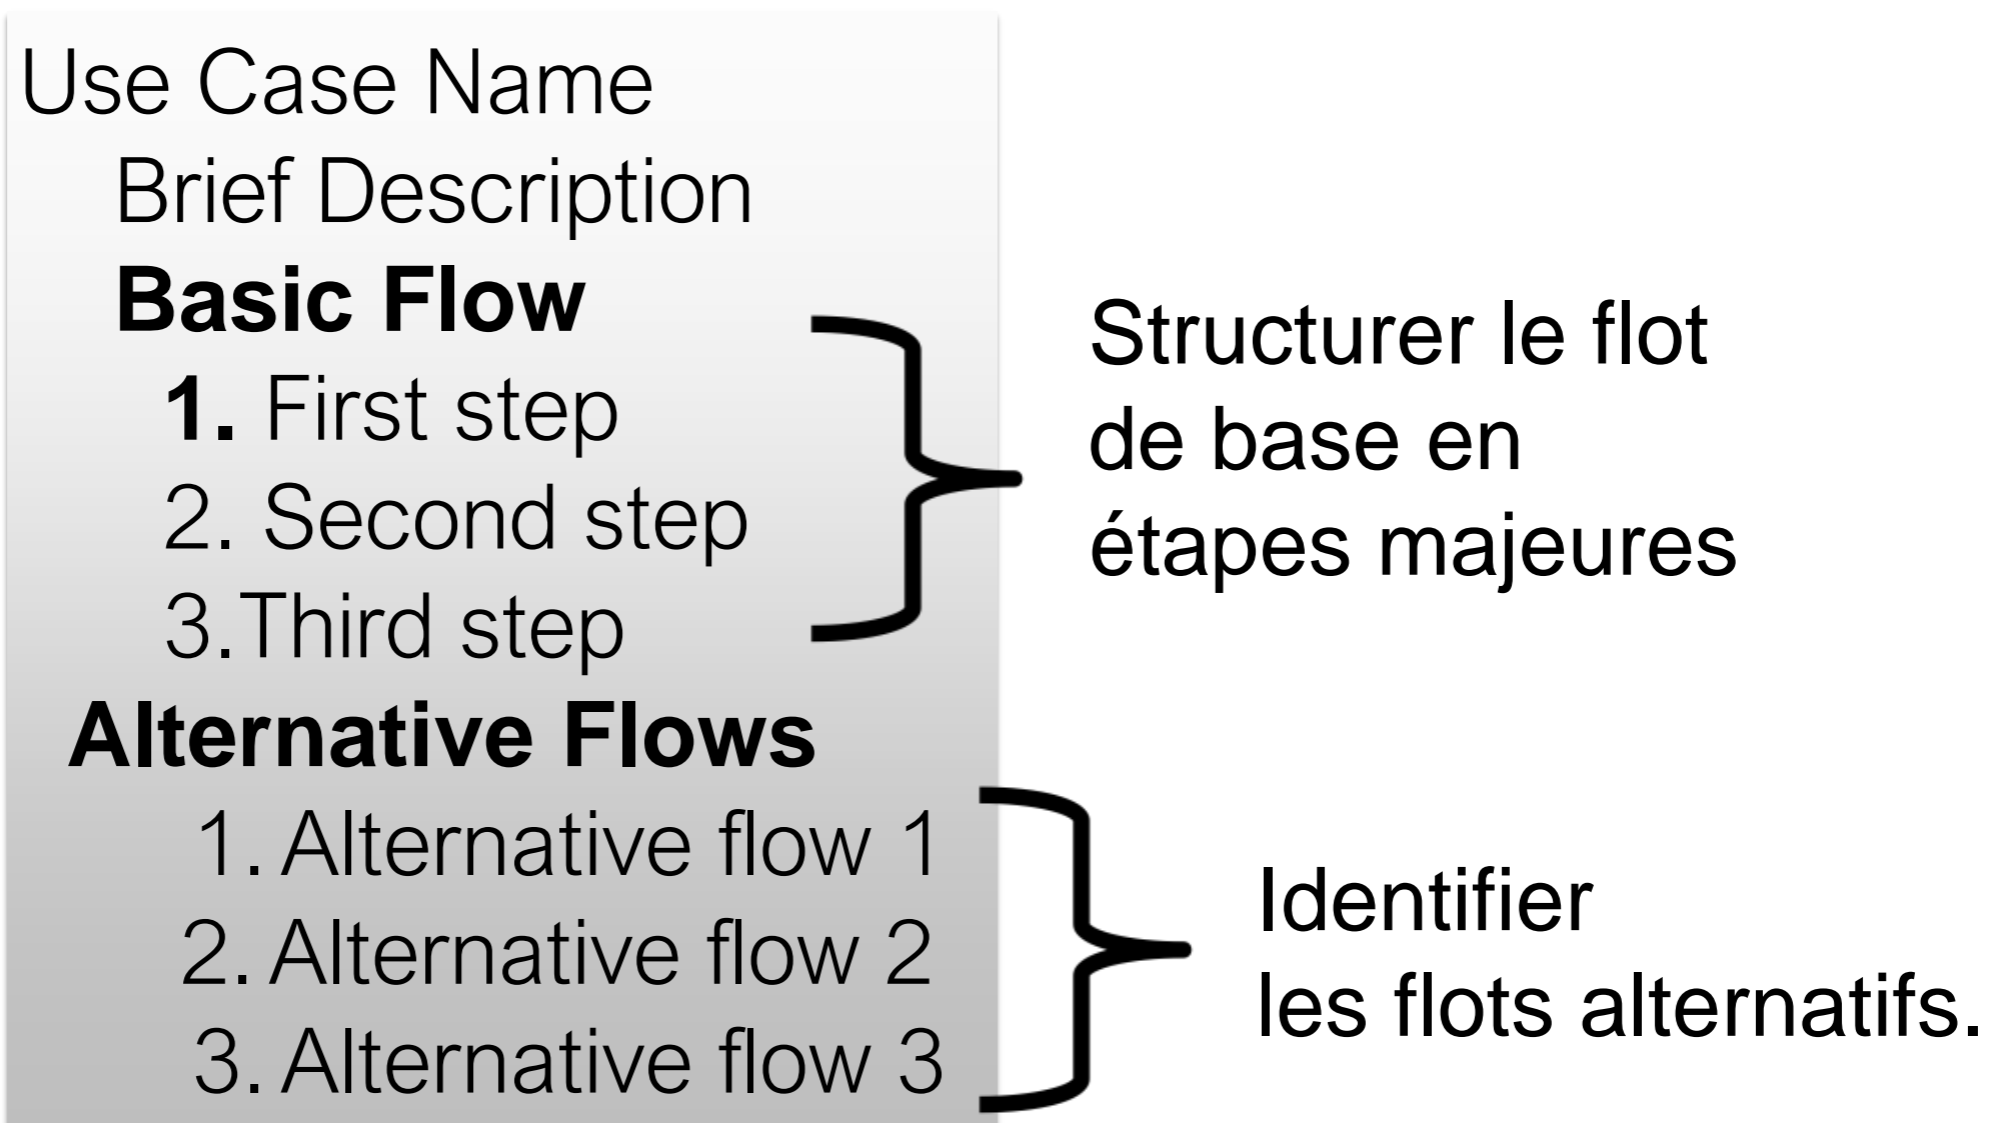 Use Case Name
Brief Description
Basic Flow
1. First step
2. Second step
3.Third step
Alternative Flows
1. Alternative flow 1
2. Alternative flow 2
3. Alternative flow 3
Structurer le flot
de base en
étapes majeures
Identifier
les flots alternatifs.